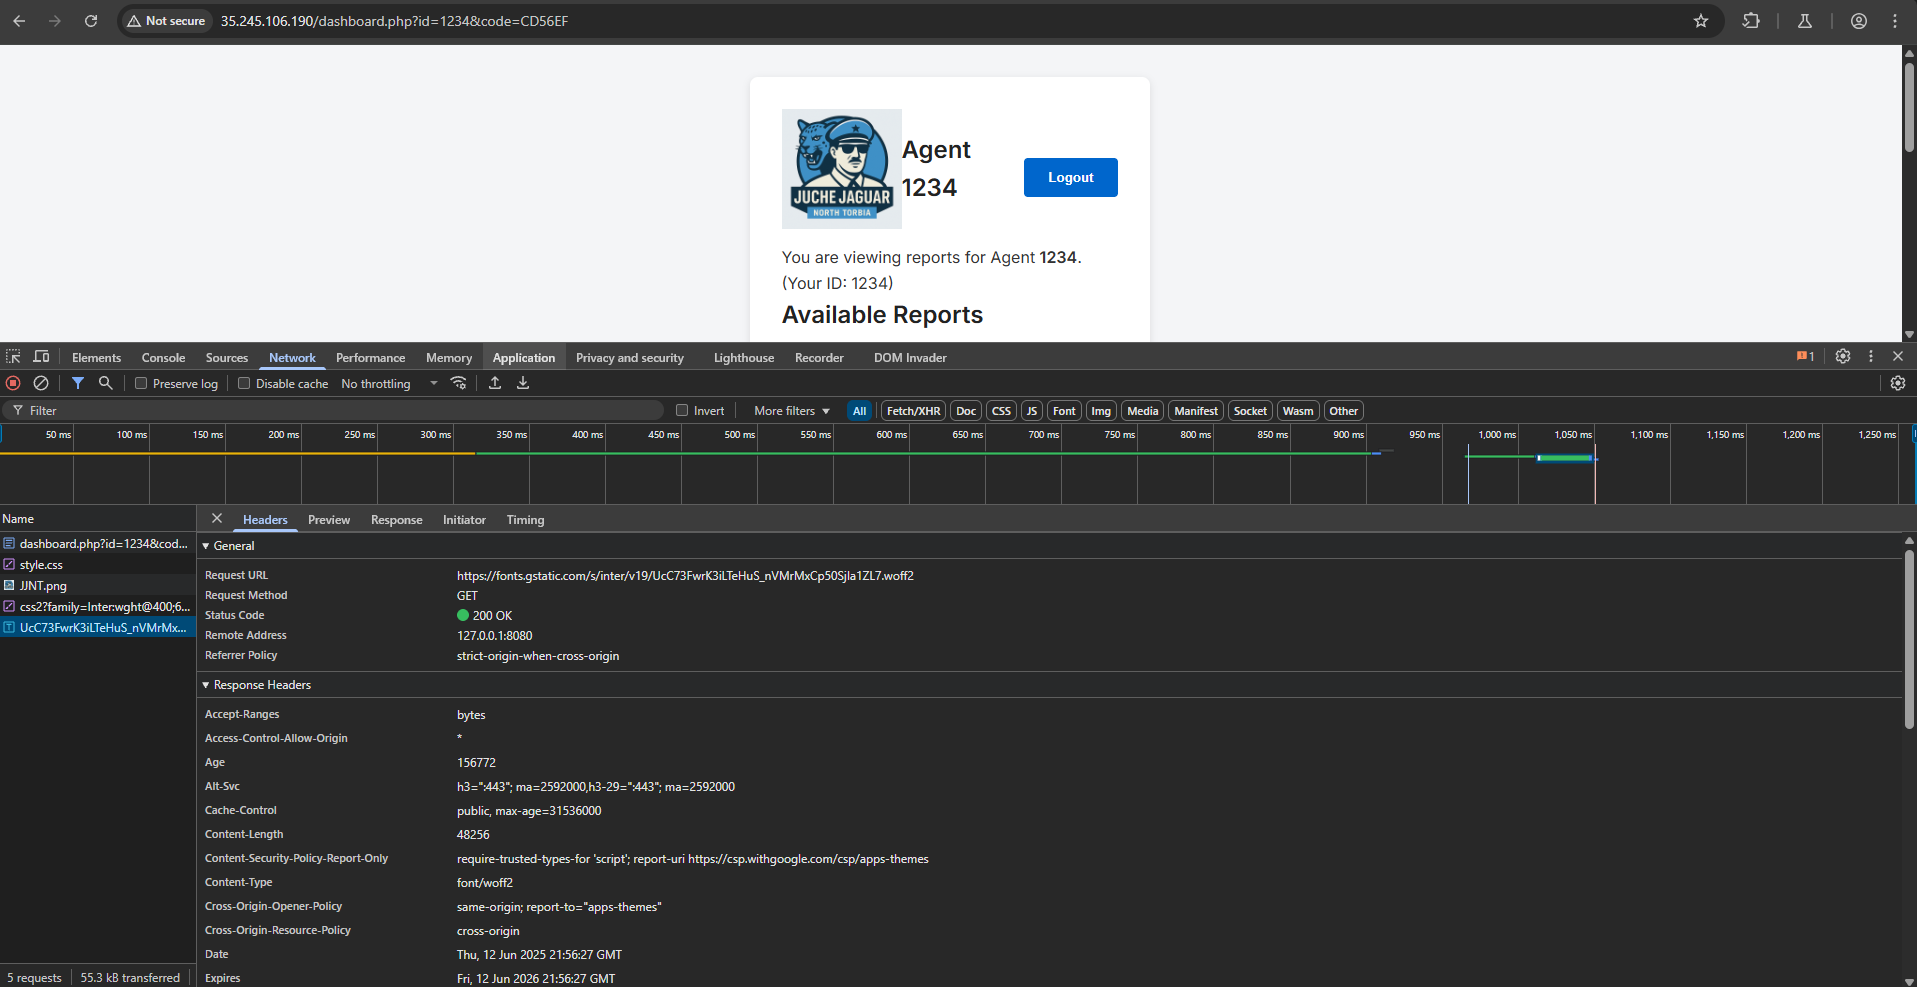 Not secure 35.245.106.190/dashboard.php?id=1234&code=CD56EF
JUCHE JAGUAR
NORTH TORBIA
Agent
1234
Logout
You are viewing reports for Agent 1234.
(Your ID: 1234)
Available Reports
Elements Console Sources Network Performance Memory Application Privacy and security Lighthouse Recorder DOM Invader 1
Preserve log Disable cache No throttling
Filter Invert More filters All Fetch/XHR Doc CSS JS Font Img Media Manifest Socket Wasm Other
50 ms 100 ms 150 ms 200 ms 250 ms 300 ms 350 ms 400 ms 450 ms 500 ms 550 ms 600 ms 650 ms 700 ms 750 ms 800 ms 850 ms 900 ms 950 ms 1,000 ms 1,050 ms 1,100 ms 1,150 ms 1,200 ms 1,250 ms
Name
dashboard.php?id=1234&cod...
style.css
JJNT.png
css2?family=Inter:wght@400;6...
UcC73FwrK3iLTeHuS_nVMrMx...
5 requests 55.3 kB transferred
Headers Preview Response Initiator Timing
General
Request URL https://fonts.gstatic.com/s/inter/v19/UcC73FwrK3iLTeHuS_nVMrMxCp50SjIa1ZL7.woff2
Request Method GET
Status Code 200 OK
Remote Address 127.0.0.1:8080
Referrer Policy strict-origin-when-cross-origin
Response Headers
Accept-Ranges bytes
Access-Control-Allow-Origin *
Age 156772
Alt-Svc h3=":443"; ma=2592000,h3-29=":443"; ma=2592000
Cache-Control public, max-age=31536000
Content-Length 48256
Content-Security-Policy-Report-Only require-trusted-types-for 'script'; report-uri https://csp.withgoogle.com/csp/apps-themes
Content-Type font/woff2
Cross-Origin-Opener-Policy same-origin; report-to="apps-themes"
Cross-Origin-Resource-Policy cross-origin
Date Thu, 12 Jun 2025 21:56:27 GMT
Expires Fri, 12 Jun 2026 21:56:27 GMT